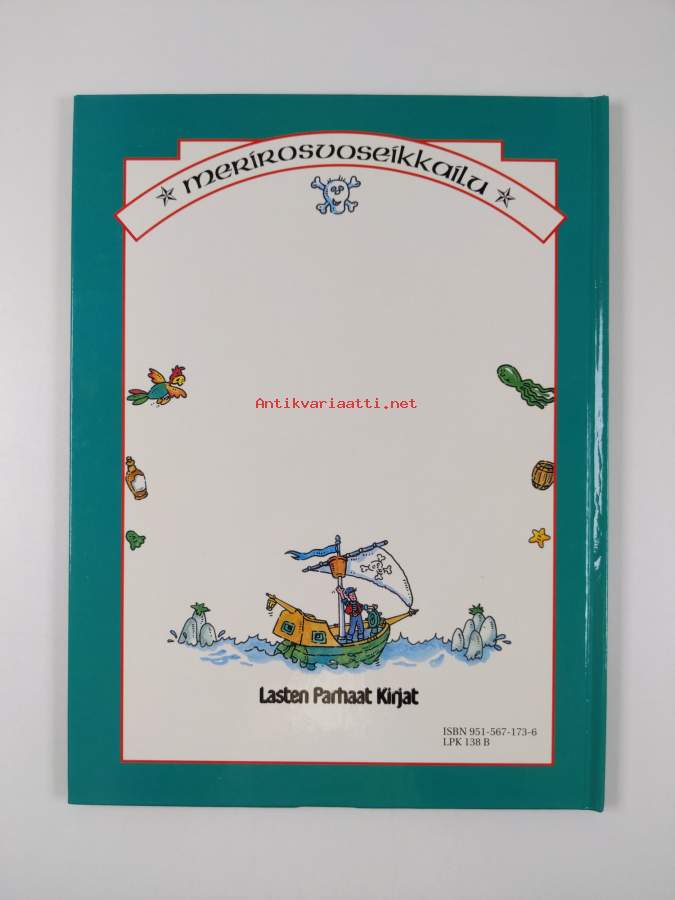 merirosvoseikkailu
Antikvariaatti.net
Lasten Parhaat Kirjat
ISBN 951-567-173-6
LPK 138 B